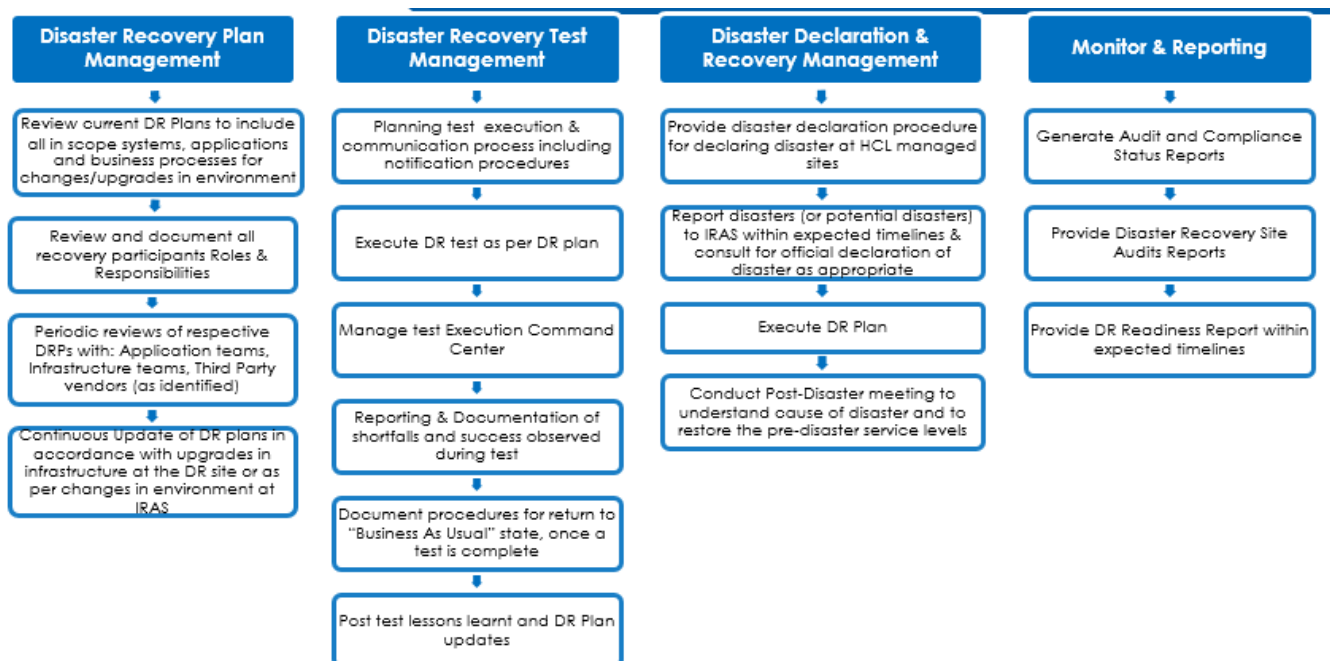 Disaster Recovery Plan
Management
Review current DR Plans to include
all in scope systems, applications
and business processes for
changes/upgrades in environment
Review and document all
recovery participants Roles &
Responsibilities
Periodic reviews of respective
DRPs with: Application teams,
Infrastructure teams, Third Party
vendors (as identified)
Continuous Update of DR plans in
accordance with upgrades in
infrastructure at the DR site or as
per changes in environment at
IRAS
Disaster Recovery Test
Management
Planning test execution &
communication process including
notification procedures
Execute DR test as per DR plan
Manage test Execution Command
Center
Reporting & Documentation of
shortfalls and success observed
during test
Document procedures for return to
“Business As Usual” state, once a
test is complete
Post test lessons learnt and DR Plan
updates
Disaster Declaration &
Recovery Management
Provide disaster declaration procedure
for declaring disaster at HCL managed
sites
Report disasters (or potential disasters)
to IRAS within expected timelines &
consult for official declaration of
disaster as appropriate
Execute DR Plan
Conduct Post-Disaster meeting to
understand cause of disaster and to
restore the pre-disaster service levels
Monitor & Reporting
Generate Audit and Compliance
Status Reports
Provide Disaster Recovery Site
Audits Reports
Provide DR Readiness Report within
expected timelines